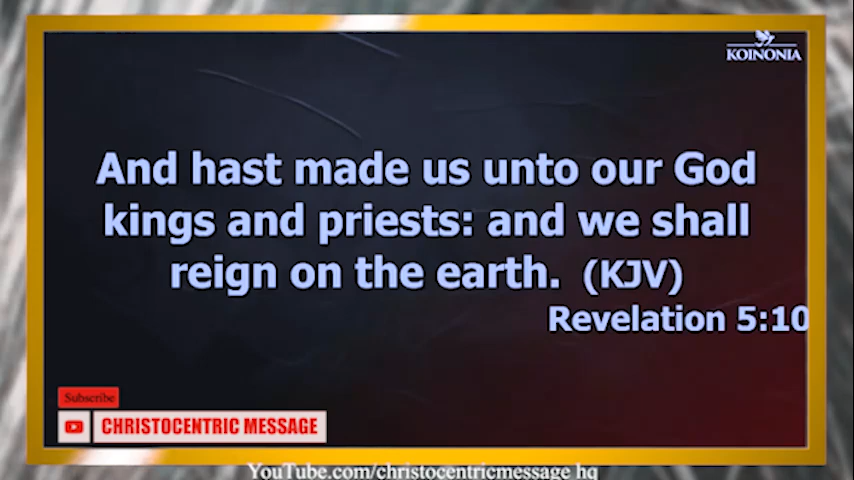 KOINONIA
And hast made us unto our God
kings and priests: and we shall
reign on the earth. (KJV)
Revelation 5:10
Subscribe
CHRISTOCENTRIC MESSAGE
YouTube.com/christocentricmessage hq